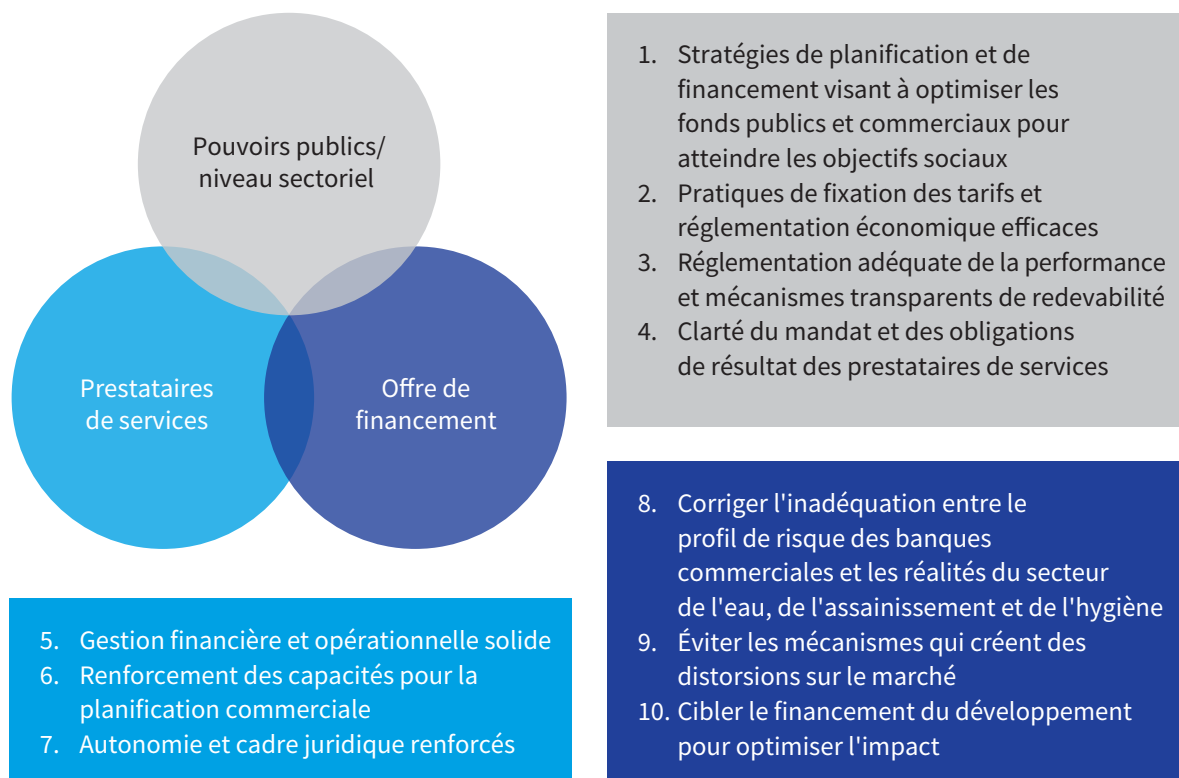 Pouvoirs publics/
niveau sectoriel
Prestataires
de services
Offre de
financement
1. Stratégies de planification et de
financement visant à optimiser les
fonds publics et commerciaux pour
atteindre les objectifs sociaux
2. Pratiques de fixation des tarifs et
réglementation économique efficaces
3. Réglementation adéquate de la performance
et mécanismes transparents de redevabilité
4. Clarté du mandat et des obligations
de résultat des prestataires de services
5. Gestion financière et opérationnelle solide
6. Renforcement des capacités pour la
planification commerciale
7. Autonomie et cadre juridique renforcés
8. Corriger l'inadéquation entre le
profil de risque des banques
commerciales et les réalités du secteur
de l'eau, de l'assainissement et de l'hygiène
9. Éviter les mécanismes qui créent des
distorsions sur le marché
10. Cibler le financement du développement
pour optimiser l'impact